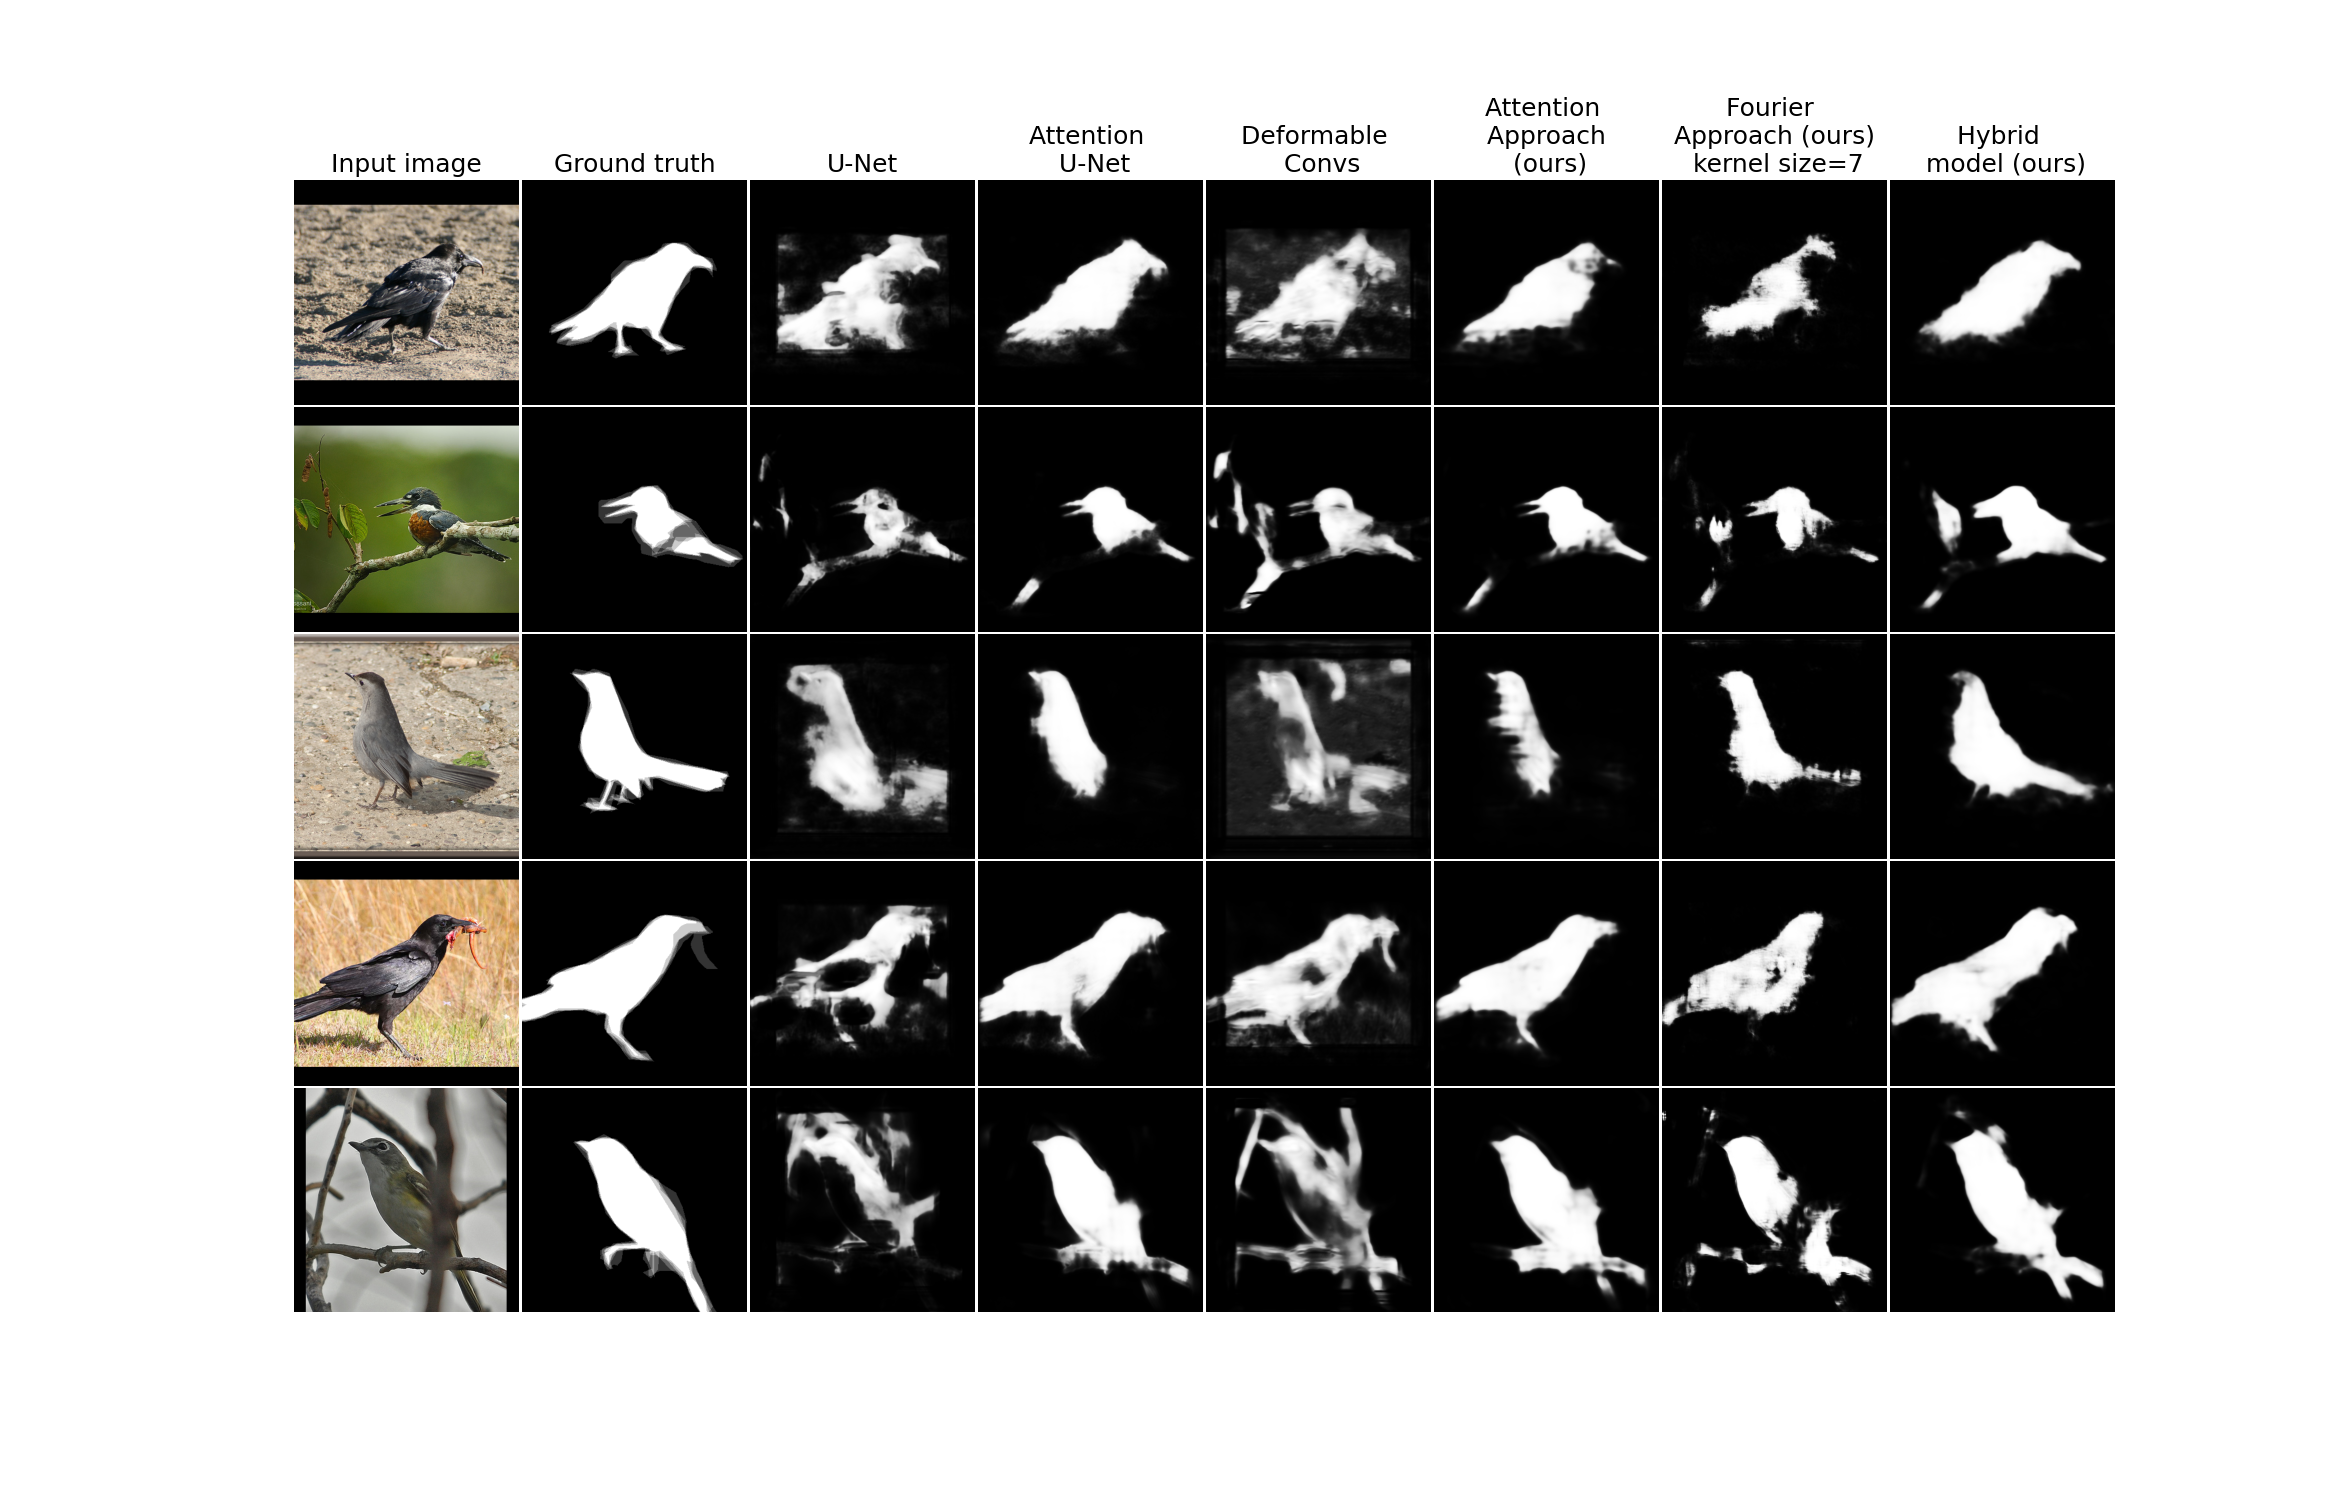 Input image
Ground truth
U-Net
Attention
U-Net
Deformable
Convs
Attention
Approach
(ours)
Fourier
Approach (ours)
kernel size=7
Hybrid
model (ours)